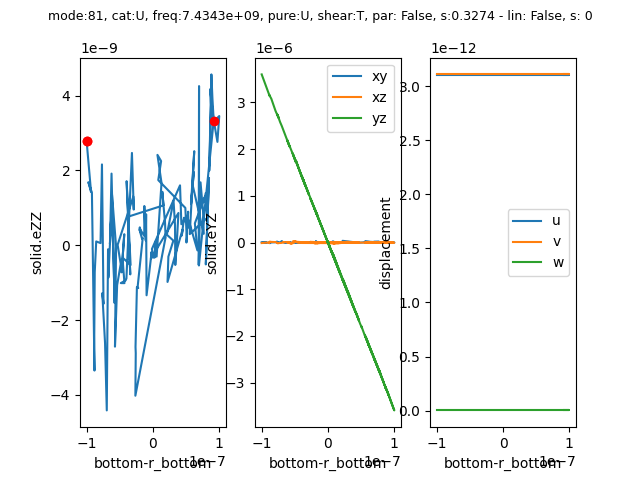 mode:81, cat:U, freq:7.4343e+09, pure:U, shear:T, par: False, s:0.3274 - lin: False, s: 0
1e−9
4
2
0
−2
−4
solid.eZZ
−1
0
1
bottom-r_bottom
1e−7
1e−6
3
2
1
0
−1
−2
−3
solid.eYZ
xy
xz
yz
−1
0
1
bottom-r_bottom
1e−7
1e−12
3.0
2.5
2.0
1.5
1.0
0.5
0.0
displacement
u
v
w
−1
0
1
bottom-r_bottom
1e−7